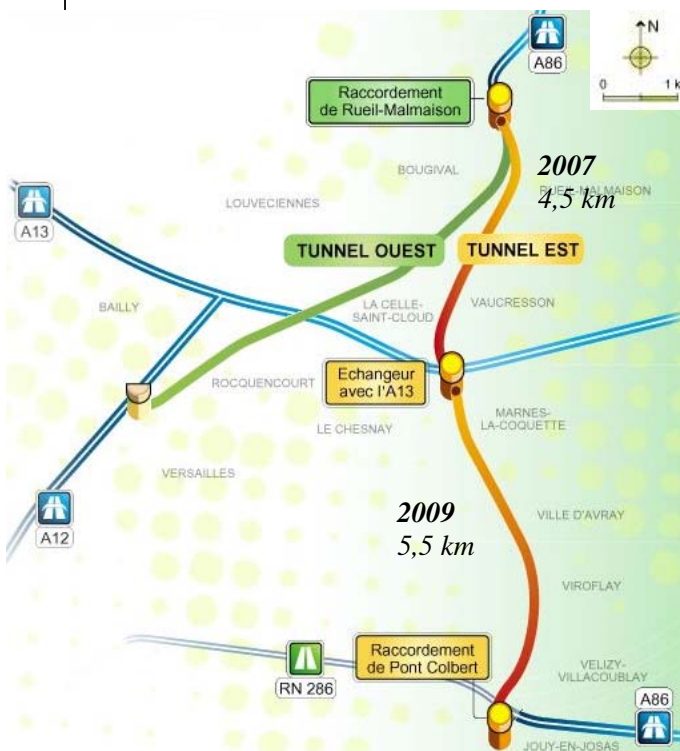 N
A86
0 1 k
Raccordement
de Rueil-Malmaison
BOUGIVAL
2007
RUEIL-MALMAISON
4,5 km
LOUVECIENNES
A13
TUNNEL OUEST
TUNNEL EST
BAILLY
LA CELLE-
SAINT-CLOUD
VAUCRESSON
Echangeur
avec l'A13
ROCQUENCOURT
MARNES-
LA-COQUETTE
LE CHESNAY
VERSAILLES
2009
5,5 km
VILLE D'AVRAY
A12
VIROFLAY
Raccordement
de Pont Colbert
RN 286
VELIZY-
VILLACOUBLAY
A86
JOUY-EN-JOSAS